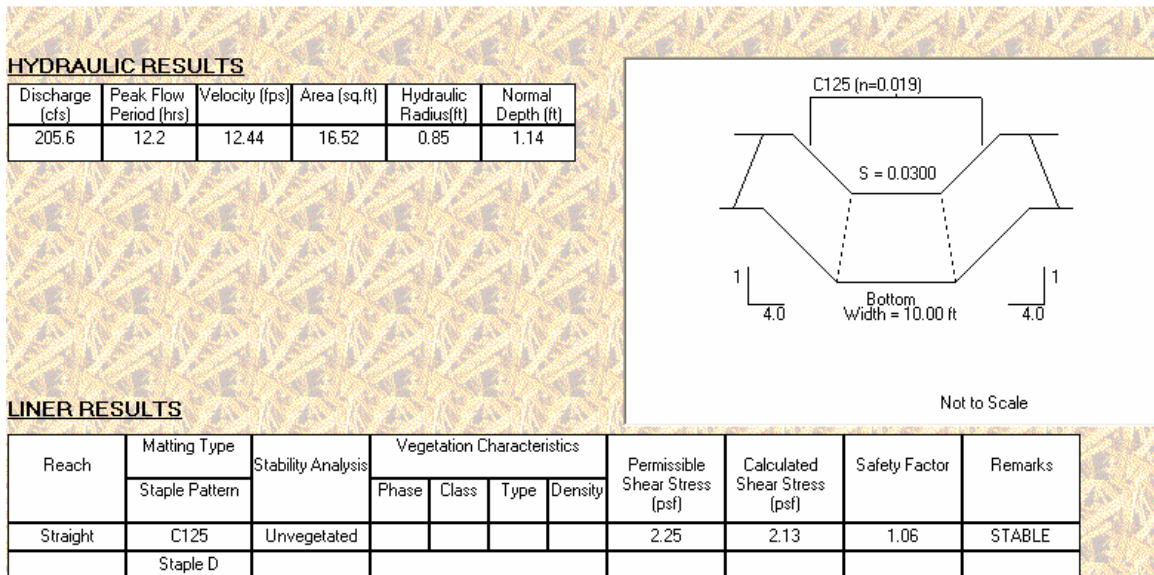 HYDRAULIC RESULTS
Discharge (cfs) Peak Flow Period (hrs) Velocity (fps) Area (sq.ft) Hydraulic Radius(ft) Normal Depth (ft)
205.6 12.2 12.44 16.52 0.85 1.14
C125 (n=0.019)
S = 0.0300
1 1
4.0 4.0
Bottom
Width = 10.00 ft
Not to Scale
LINER RESULTS
Reach Matting Type Stability Analysis Vegetation Characteristics Permissible Shear Stress (psf) Calculated Shear Stress (psf) Safety Factor Remarks
Staple Pattern Phase Class Type Density
Straight C125 Unvegetated 2.25 2.13 1.06 STABLE
Staple D